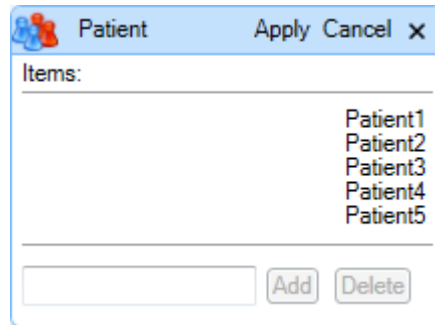 Patient Apply Cancel ×
Items:
Patient1
Patient2
Patient3
Patient4
Patient5
Add Delete